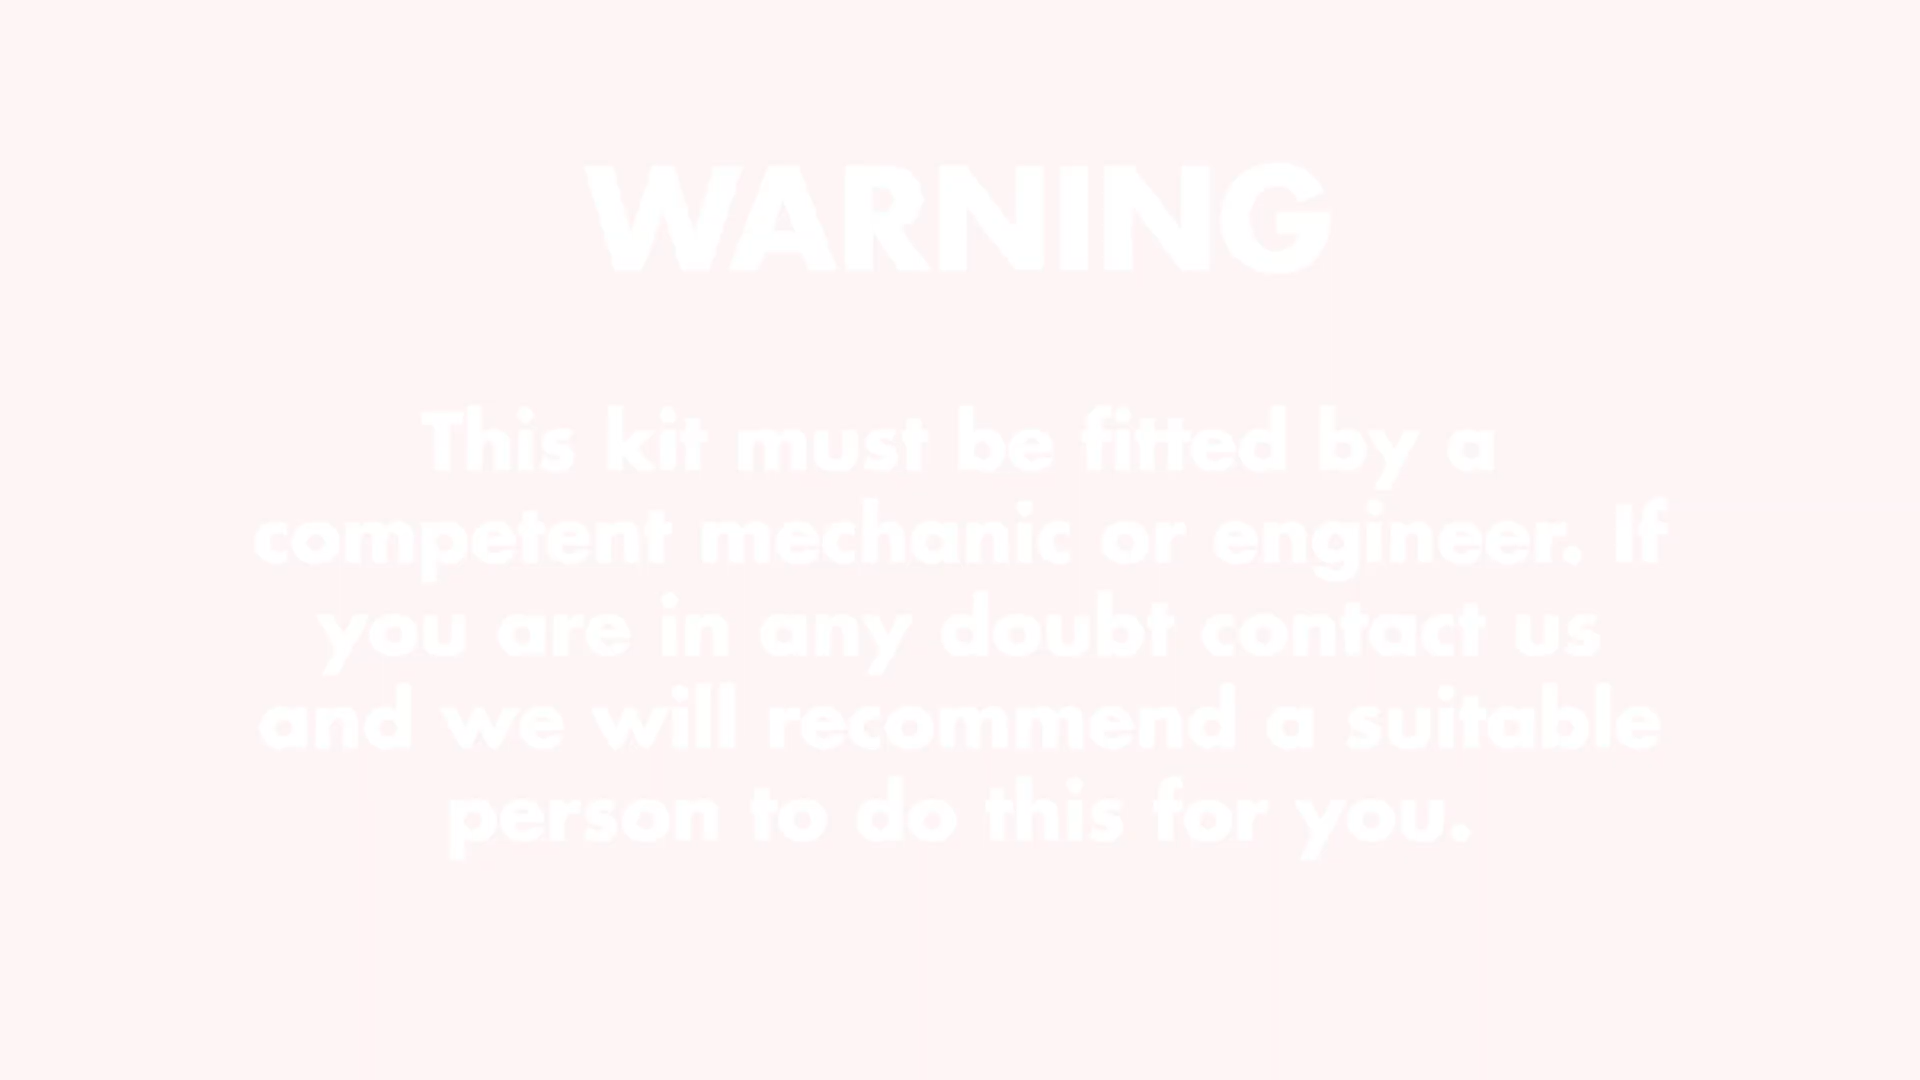 WARNING
This kit must be fitted by a
competent mechanic or engineer. If
you are in any doubt contact us
and we will recommend a suitable
person to do this for you.